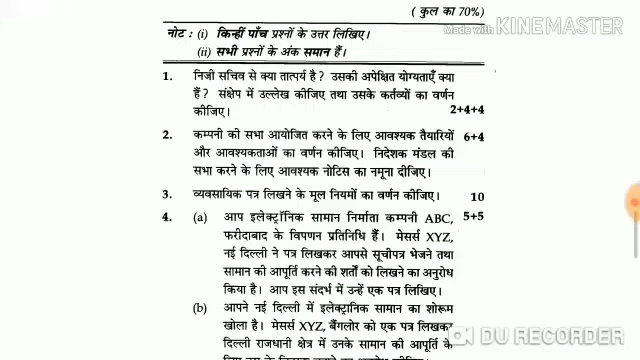 ( कुल का 70% )
Made with KINEMASTER
नोट : (i) किन्हीं पाँच प्रश्नों के उत्तर लिखिए।
(ii) सभी प्रश्नों के अंक समान हैं।
1. निजी सचिव से क्या तात्पर्य है ? उसकी अपेक्षित योग्यताएँ क्या
हैं ? संक्षेप में उल्लेख कीजिए तथा उसके कर्तव्यों का वर्णन
कीजिए। 2+4+4
2. कम्पनी की सभा आयोजित करने के लिए आवश्यक तैयारियों 6+4
और आवश्यकताओं का वर्णन कीजिए। निदेशक मंडल की
सभा करने के लिए आवश्यक नोटिस का नमूना दीजिए।
3. व्यवसायिक पत्र लिखने के मूल नियमों का वर्णन कीजिए। 10
4. (a) आप इलेक्ट्रॉनिक सामान निर्माता कम्पनी ABC, 5+5
फरीदाबाद के विपणन प्रतिनिधि हैं। मेसर्स XYZ,
नई दिल्ली ने पत्र लिखकर आपसे सूचीपत्र भेजने तथा
सामान की आपूर्ति करने की शर्तों को लिखने का अनुरोध
किया है। आप इस संदर्भ में उन्हें एक पत्र लिखिए।
(b) आपने नई दिल्ली में इलेक्ट्रानिक सामान का शोरूम
खोला है। मेसर्स XYZ, बैंगलोर को एक पत्र लिखकर
DU RECORDER
दिल्ली राजधानी क्षेत्र में उनके सामान की आपूर्ति के